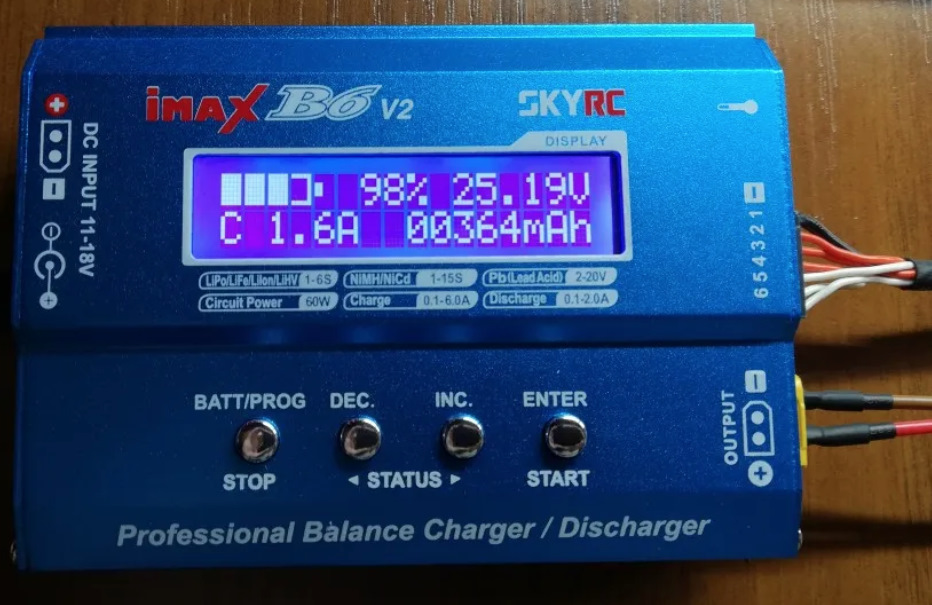 iMAX B6 V2
SKYRC
DISPLAY
DC INPUT 11-18V
98% 25.19V
C 1.6A 00364mAh
LiPo/LiFe/LiIon/LiHV 1-6S
NiMH/NiCd 1-15S
Pb(Lead Acid) 2-20V
Circuit Power 60W
Charge 0.1-6.0A
Discharge 0.1-2.0A
654321
BATT/PROG
DEC.
INC.
ENTER
STOP
◄ STATUS ►
START
OUTPUT
Professional Balance Charger / Discharger